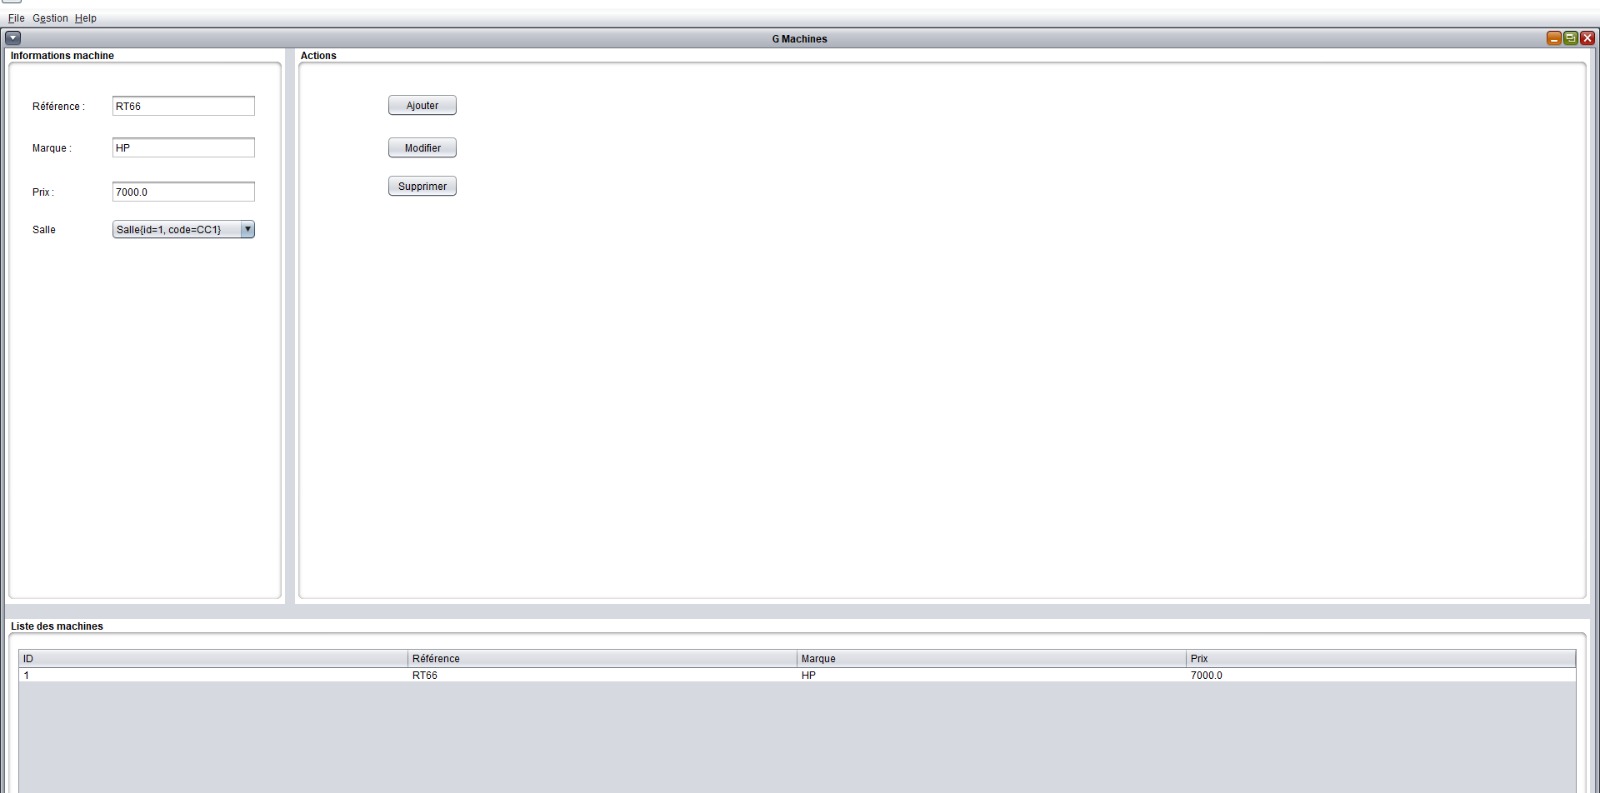 File Gestion Help
G Machines
Informations machine
Actions
Référence :
RT66
Ajouter
Marque :
HP
Modifier
Prix :
7000.0
Supprimer
Salle
Salle{id=1, code=CC1}
Liste des machines
ID Référence Marque Prix
1 RT66 HP 7000.0